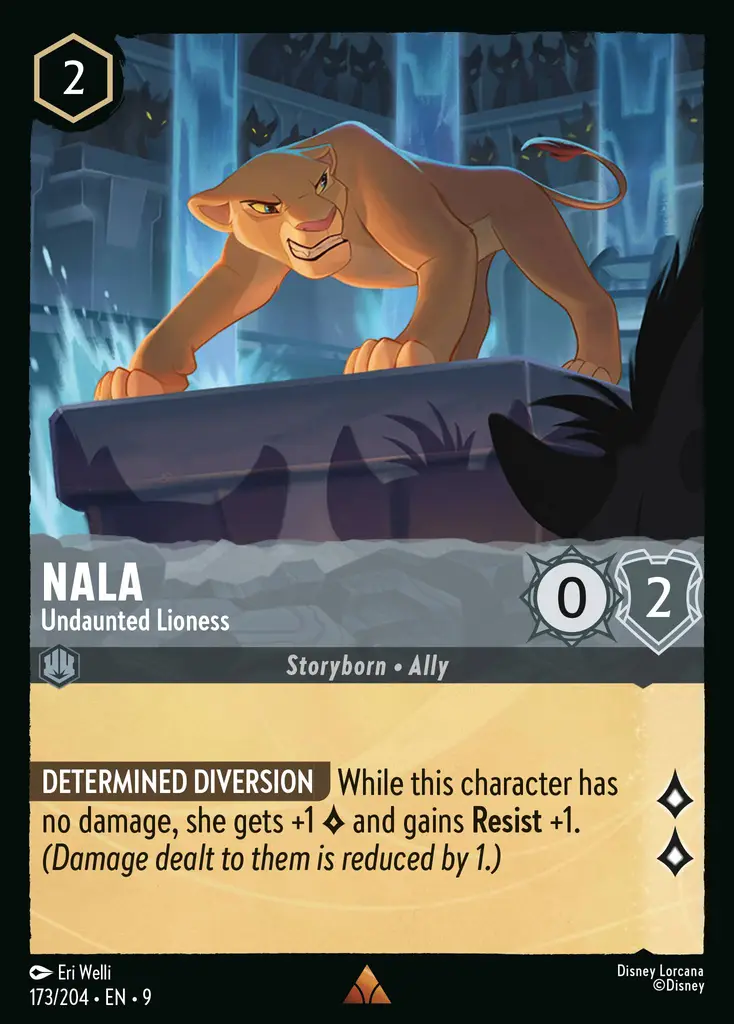 2
NALA
Undaunted Lioness
0
2
Storyborn • Ally
DETERMINED DIVERSION While this character has
no damage, she gets +1 and gains Resist +1.
(Damage dealt to them is reduced by 1.)
Eri Welli
173/204 • EN • 9
Disney Lorcana
©Disney